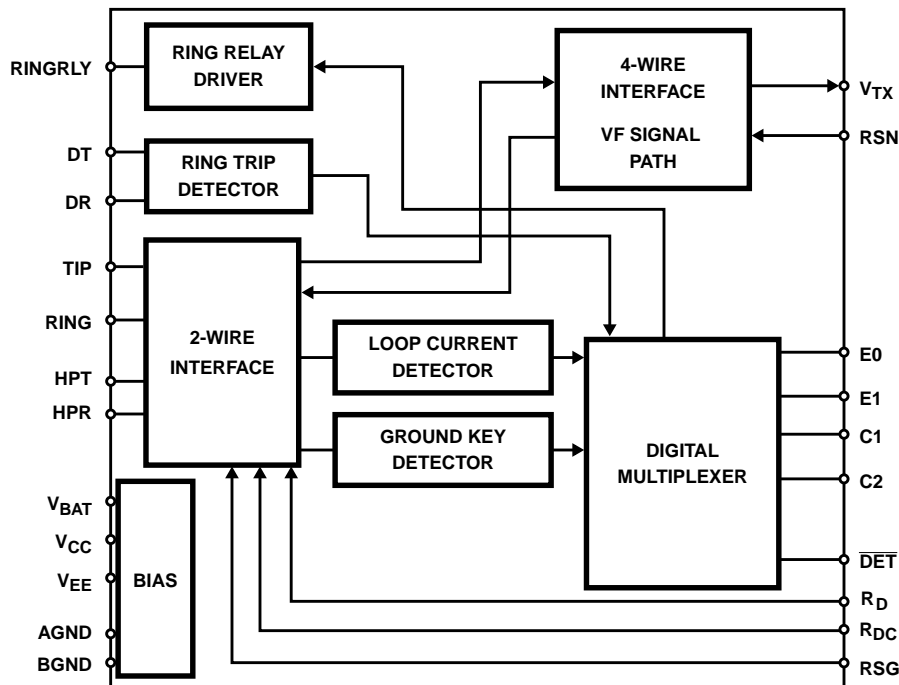 RINGRLY
RING RELAY
DRIVER
DT
DR
RING TRIP
DETECTOR
4-WIRE
INTERFACE
VF SIGNAL
PATH
VTX
RSN
TIP
RING
HPT
HPR
2-WIRE
INTERFACE
LOOP CURRENT
DETECTOR
GROUND KEY
DETECTOR
DIGITAL
MULTIPLEXER
E0
E1
C1
C2
DET
RD
RDC
RSG
VBAT
VCC
VEE
AGND
BGND
BIAS